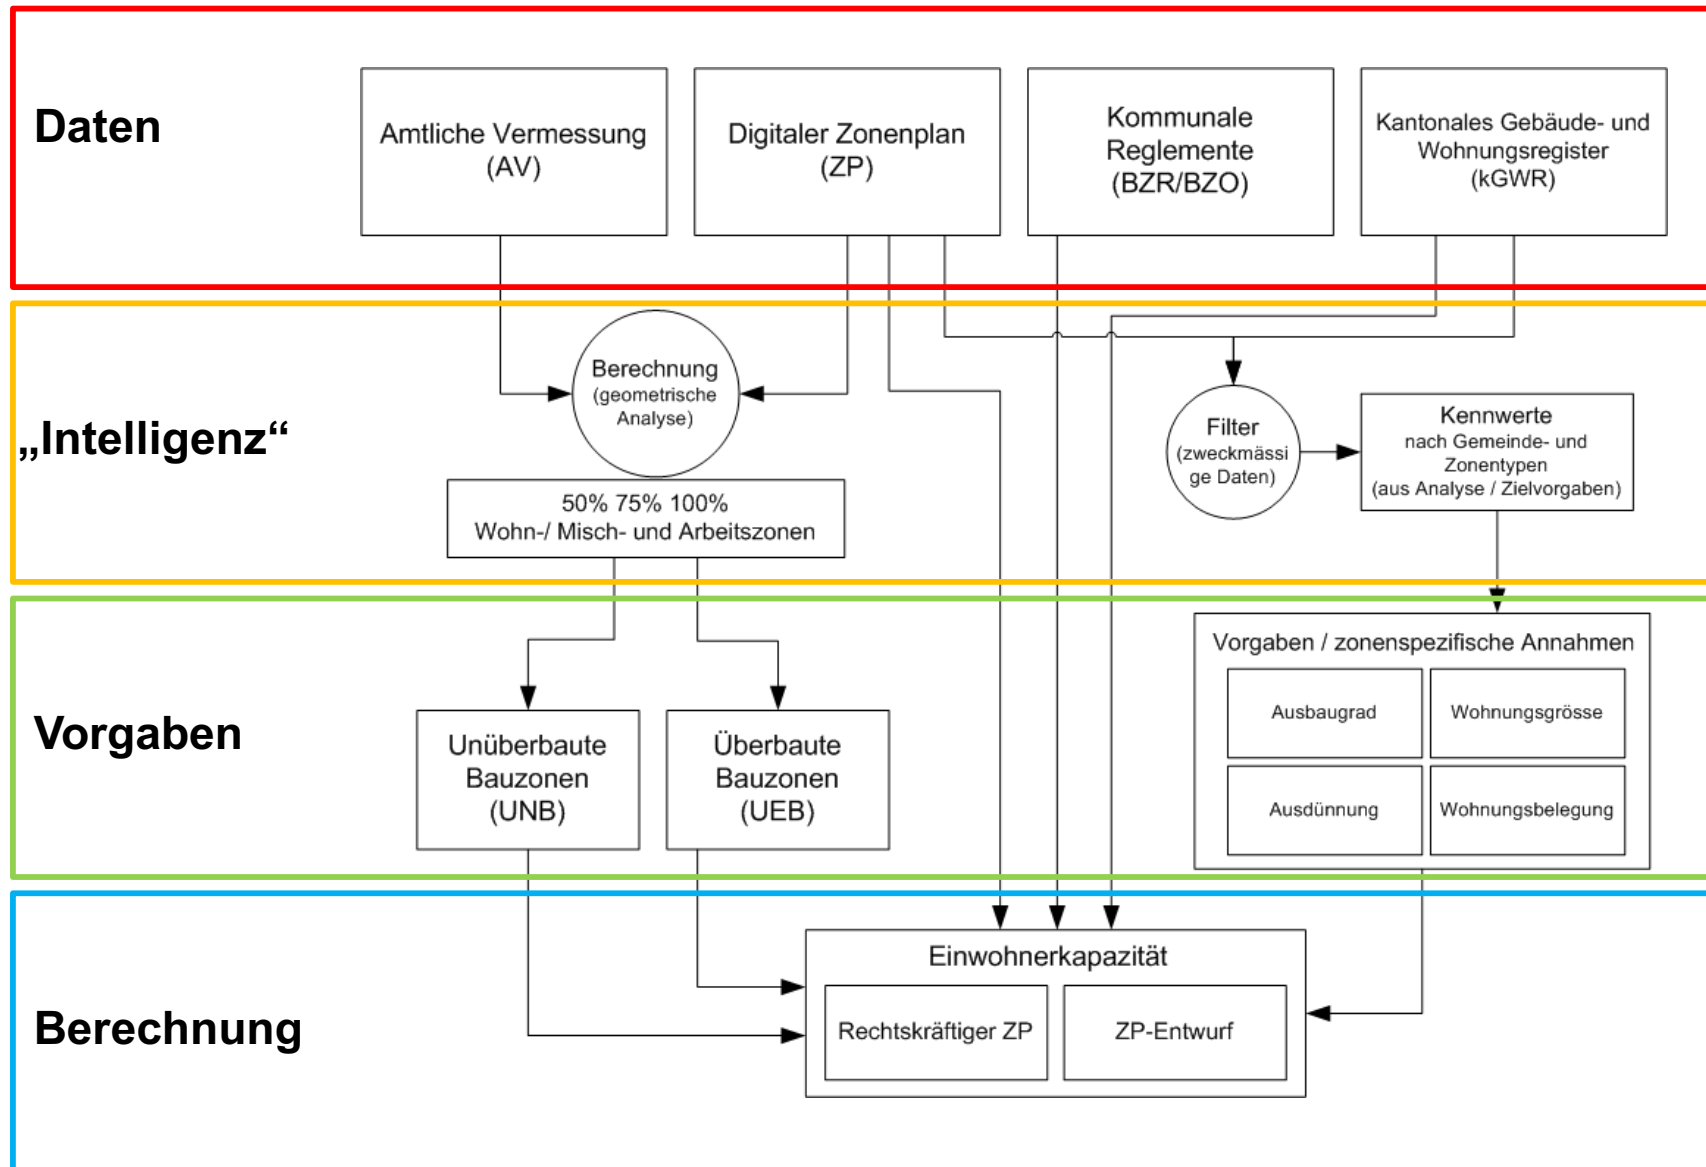 Daten
Amtliche Vermessung
(AV)
Digitaler Zonenplan
(ZP)
Kommunale
Reglemente
(BZR/BZO)
Kantonales Gebäude- und
Wohnungsregister
(kGWR)
„Intelligenz“
Berechnung
(geometrische
Analyse)
50% 75% 100%
Wohn-/ Misch- und Arbeitszonen
Filter
(zweckmässi
ge Daten)
Kennwerte
nach Gemeinde- und
Zonentypen
(aus Analyse / Zielvorgaben)
Vorgaben
Unüberbaute
Bauzonen
(UNB)
Überbaute
Bauzonen
(UEB)
Vorgaben / zonenspezifische Annahmen
Ausbaugrad
Wohnungsgrösse
Ausdünnung
Wohnungsbelegung
Berechnung
Einwohnerkapazität
Rechtskräftiger ZP
ZP-Entwurf